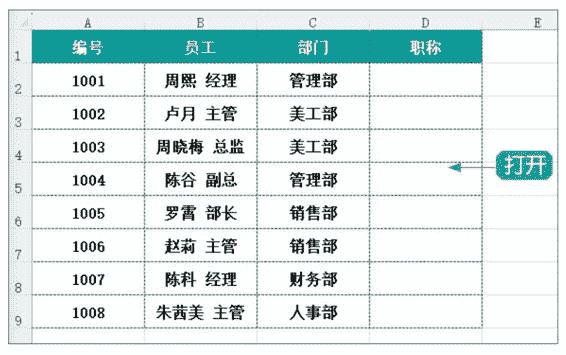 A B C D E
1 编号 员工 部门 职称
2 1001 周熙 经理 管理部
3 1002 卢月 主管 美工部
4 1003 周晓梅 总监 美工部
5 1004 陈谷 副总 管理部
打开
6 1005 罗霄 部长 销售部
7 1006 赵莉 主管 销售部
8 1007 陈科 经理 财务部
9 1008 朱茜美 主管 人事部